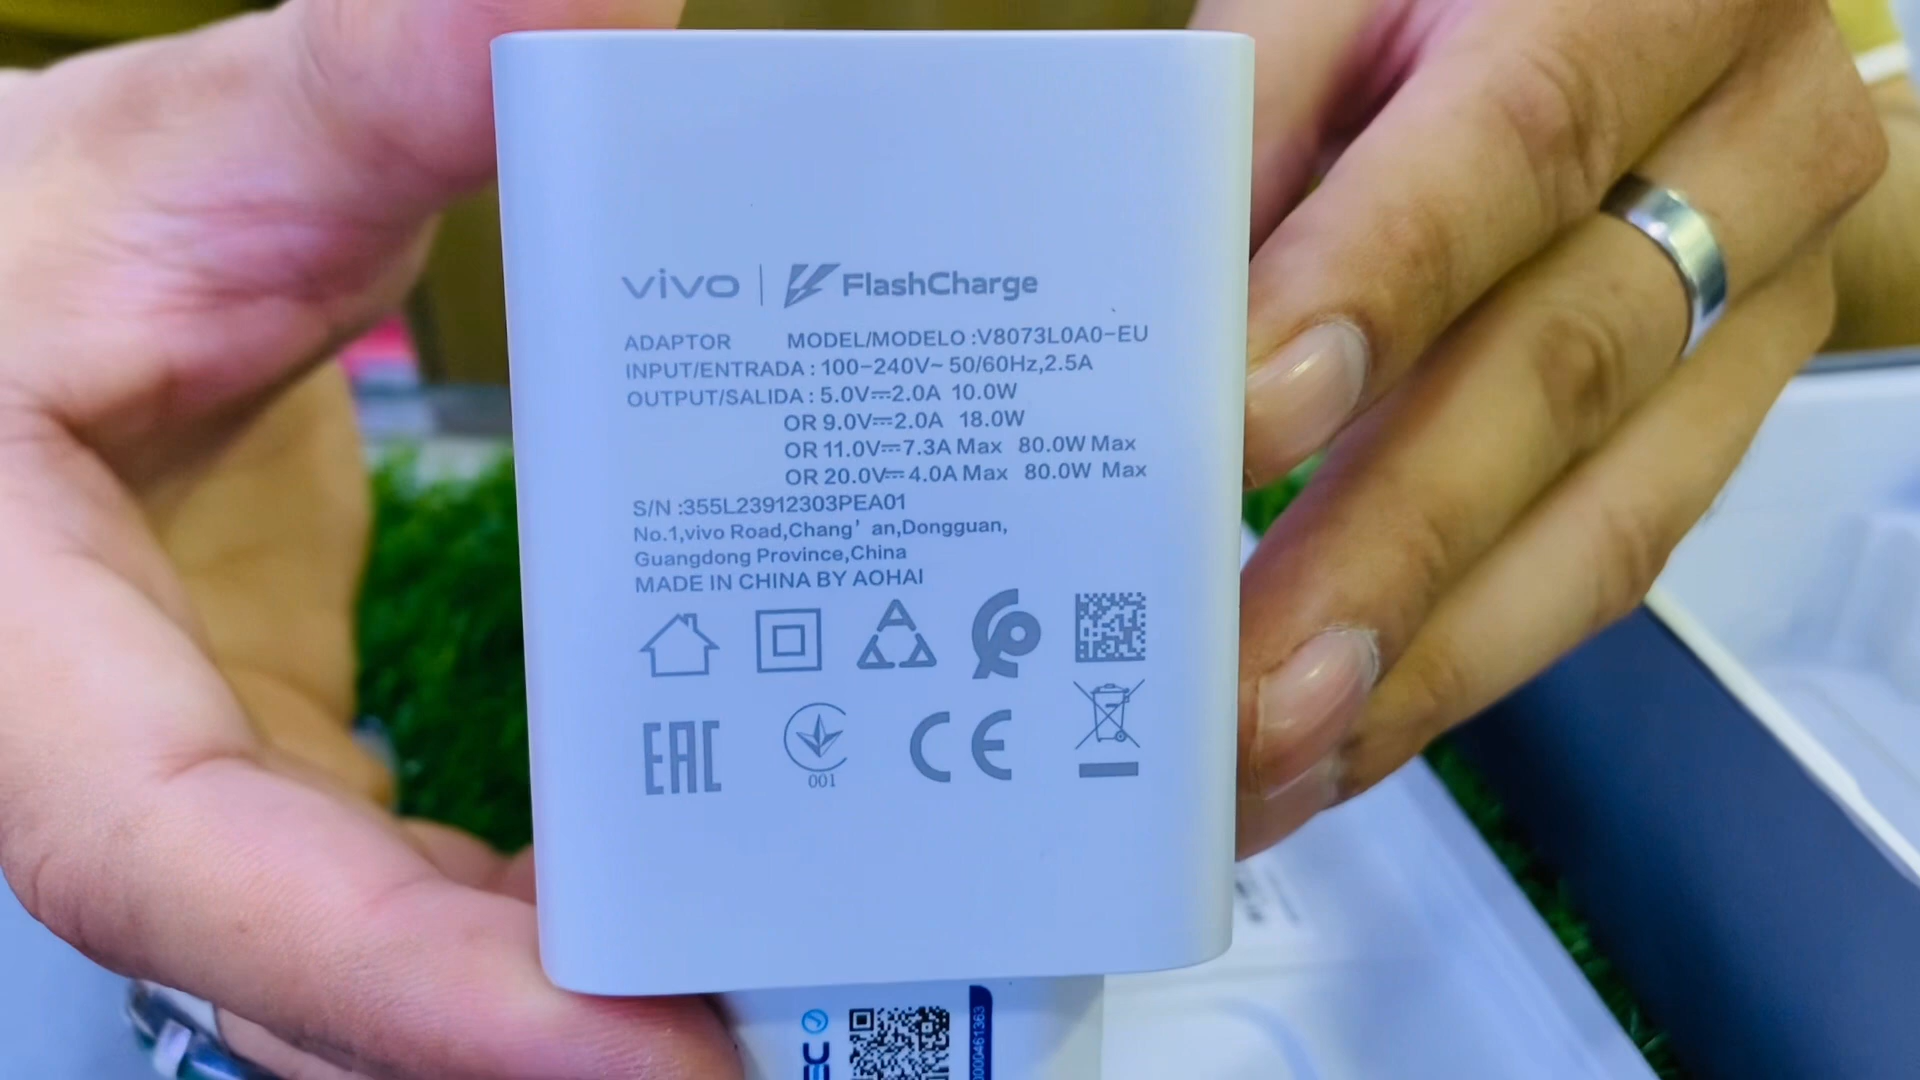 vivo | FlashCharge
ADAPTOR MODEL/MODELO :V8073L0A0-EU
INPUT/ENTRADA : 100-240V~ 50/60Hz,2.5A
OUTPUT/SALIDA : 5.0V⎓2.0A 10.0W
OR 9.0V⎓2.0A 18.0W
OR 11.0V⎓7.3A Max 80.0W Max
OR 20.0V⎓4.0A Max 80.0W Max
S/N :355L23912303PEA01
No.1,vivo Road,Chang' an,Dongguan,
Guangdong Province,China
MADE IN CHINA BY AOHAI
EAC
001
CE